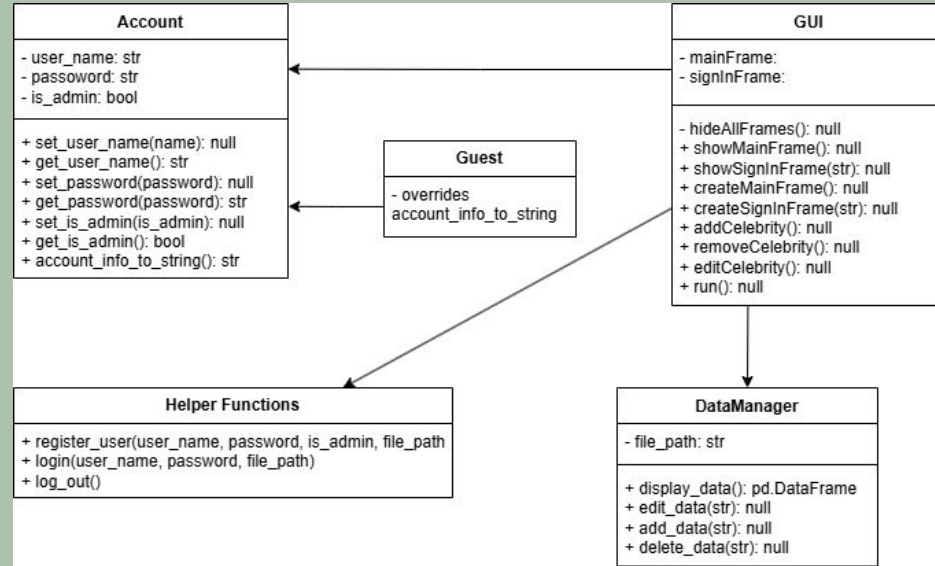 Account
- user_name: str
- passoword: str
- is_admin: bool
+ set_user_name(name): null
+ get_user_name(): str
+ set_password(password): null
+ get_password(password): str
+ set_is_admin(is_admin): null
+ get_is_admin(): bool
+ account_info_to_string(): str
Guest
- overrides
account_info_to_string
GUI
- mainFrame:
- signInFrame:
- hideAllFrames(): null
+ showMainFrame(): null
+ showSignInFrame(str): null
+ createMainFrame(): null
+ createSignInFrame(str): null
+ addCelebrity(): null
+ removeCelebrity(): null
+ editCelebrity(): null
+ run(): null
Helper Functions
+ register_user(user_name, password, is_admin, file_path
+ login(user_name, password, file_path)
+ log_out()
DataManager
- file_path: str
+ display_data(): pd.DataFrame
+ edit_data(str): null
+ add_data(str): null
+ delete_data(str): null